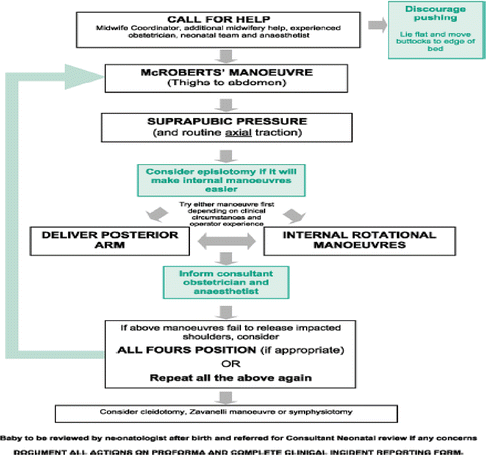 CALL FOR HELP
Midwife Coordinator, additional midwifery help, experienced
obstetrician, neonatal team and anaesthetist
Discourage
pushing
Lie flat and move
buttocks to edge of
bed
McROBERTS' MANOEUVRE
(Thighs to abdomen)
SUPRAPUBIC PRESSURE
(and routine axial traction)
Consider episiotomy if it will
make internal manoeuvres
easier
Try either manoeuvre first
depending on clinical
circumstances and
operator experience
DELIVER POSTERIOR
ARM
INTERNAL ROTATIONAL
MANOEUVRES
Inform consultant
obstetrician and
anaesthetist
If above manoeuvres fail to release impacted
shoulders, consider
ALL FOURS POSITION (if appropriate)
OR
Repeat all the above again
Consider cleidotomy, Zavanelli manoeuvre or symphysiotomy
Baby to be reviewed by neonatologist after birth and referred for Consultant Neonatal review if any concerns
DOCUMENT ALL ACTIONS ON PROFORMA AND COMPLETE CLINICAL INCIDENT REPORTING FORM.